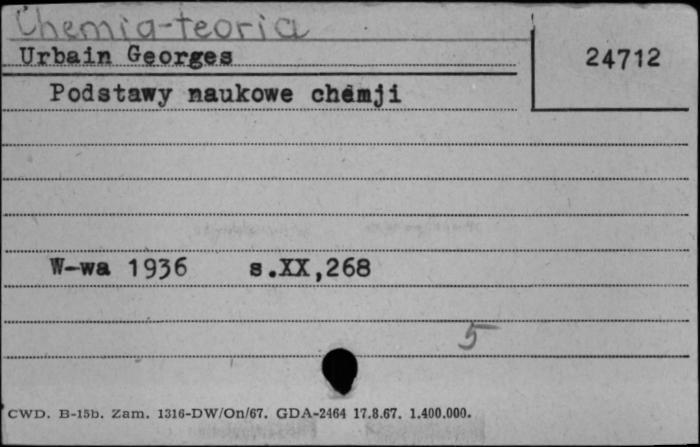 Chemia-teoria
Urbain Georges
24712
Podstawy naukowe chemji
W-wa 1936 s.XX,268
5
CWD. B-15b. Zam. 1316-DW/On/67. GDA-2464 17.8.67. 1.400.000.